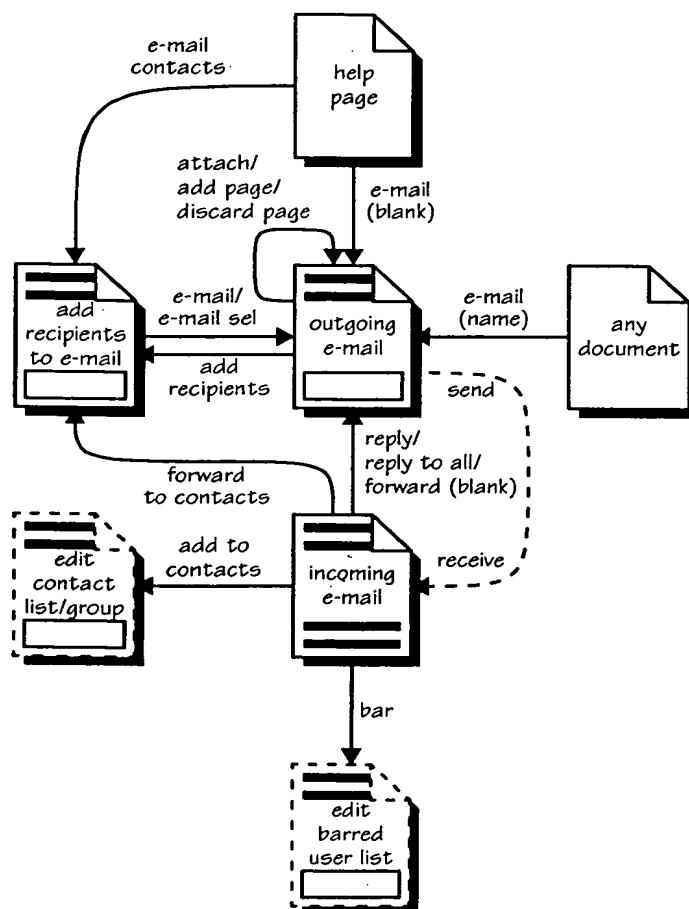 e-mail
contacts
help
page
attach/
add page/
discard page
e-mail
(blank)
add
recipients
to e-mail
e-mail/
e-mail sel
add
recipients
outgoing
e-mail
e-mail
(name)
any
document
send
reply/
reply to all/
forward (blank)
forward
to contacts
edit
contact
list/group
add to
contacts
incoming
e-mail
receive
bar
edit
barred
user list